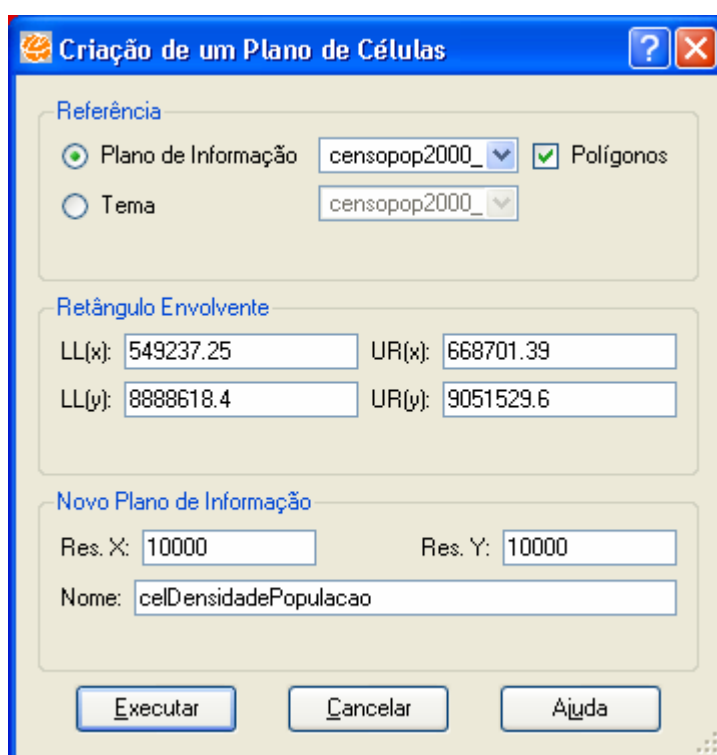 Criação de um Plano de Células
Referência
Plano de Informação censopop2000_ Polígonos
Tema censopop2000_
Retângulo Envolvente
LL(x): 549237.25 UR(x): 668701.39
LL(y): 8888618.4 UR(y): 9051529.6
Novo Plano de Informação
Res. X: 10000 Res. Y: 10000
Nome: celDensidadePopulacao
Executar Cancelar Ajuda